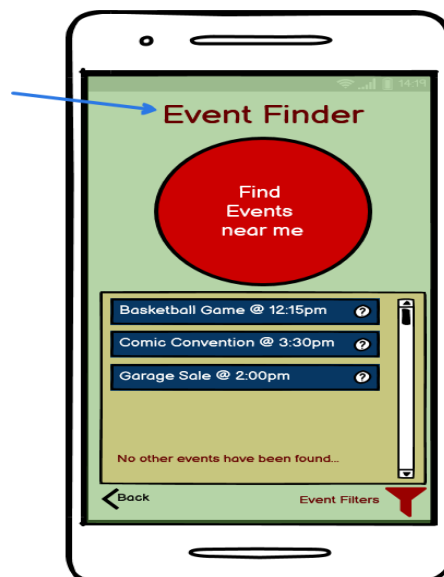 14:19
Event Finder
Find
Events
near me
Basketball Game @ 12:15pm ?
Comic Convention @ 3:30pm ?
Garage Sale @ 2:00pm ?
No other events have been found...
Back
Event Filters